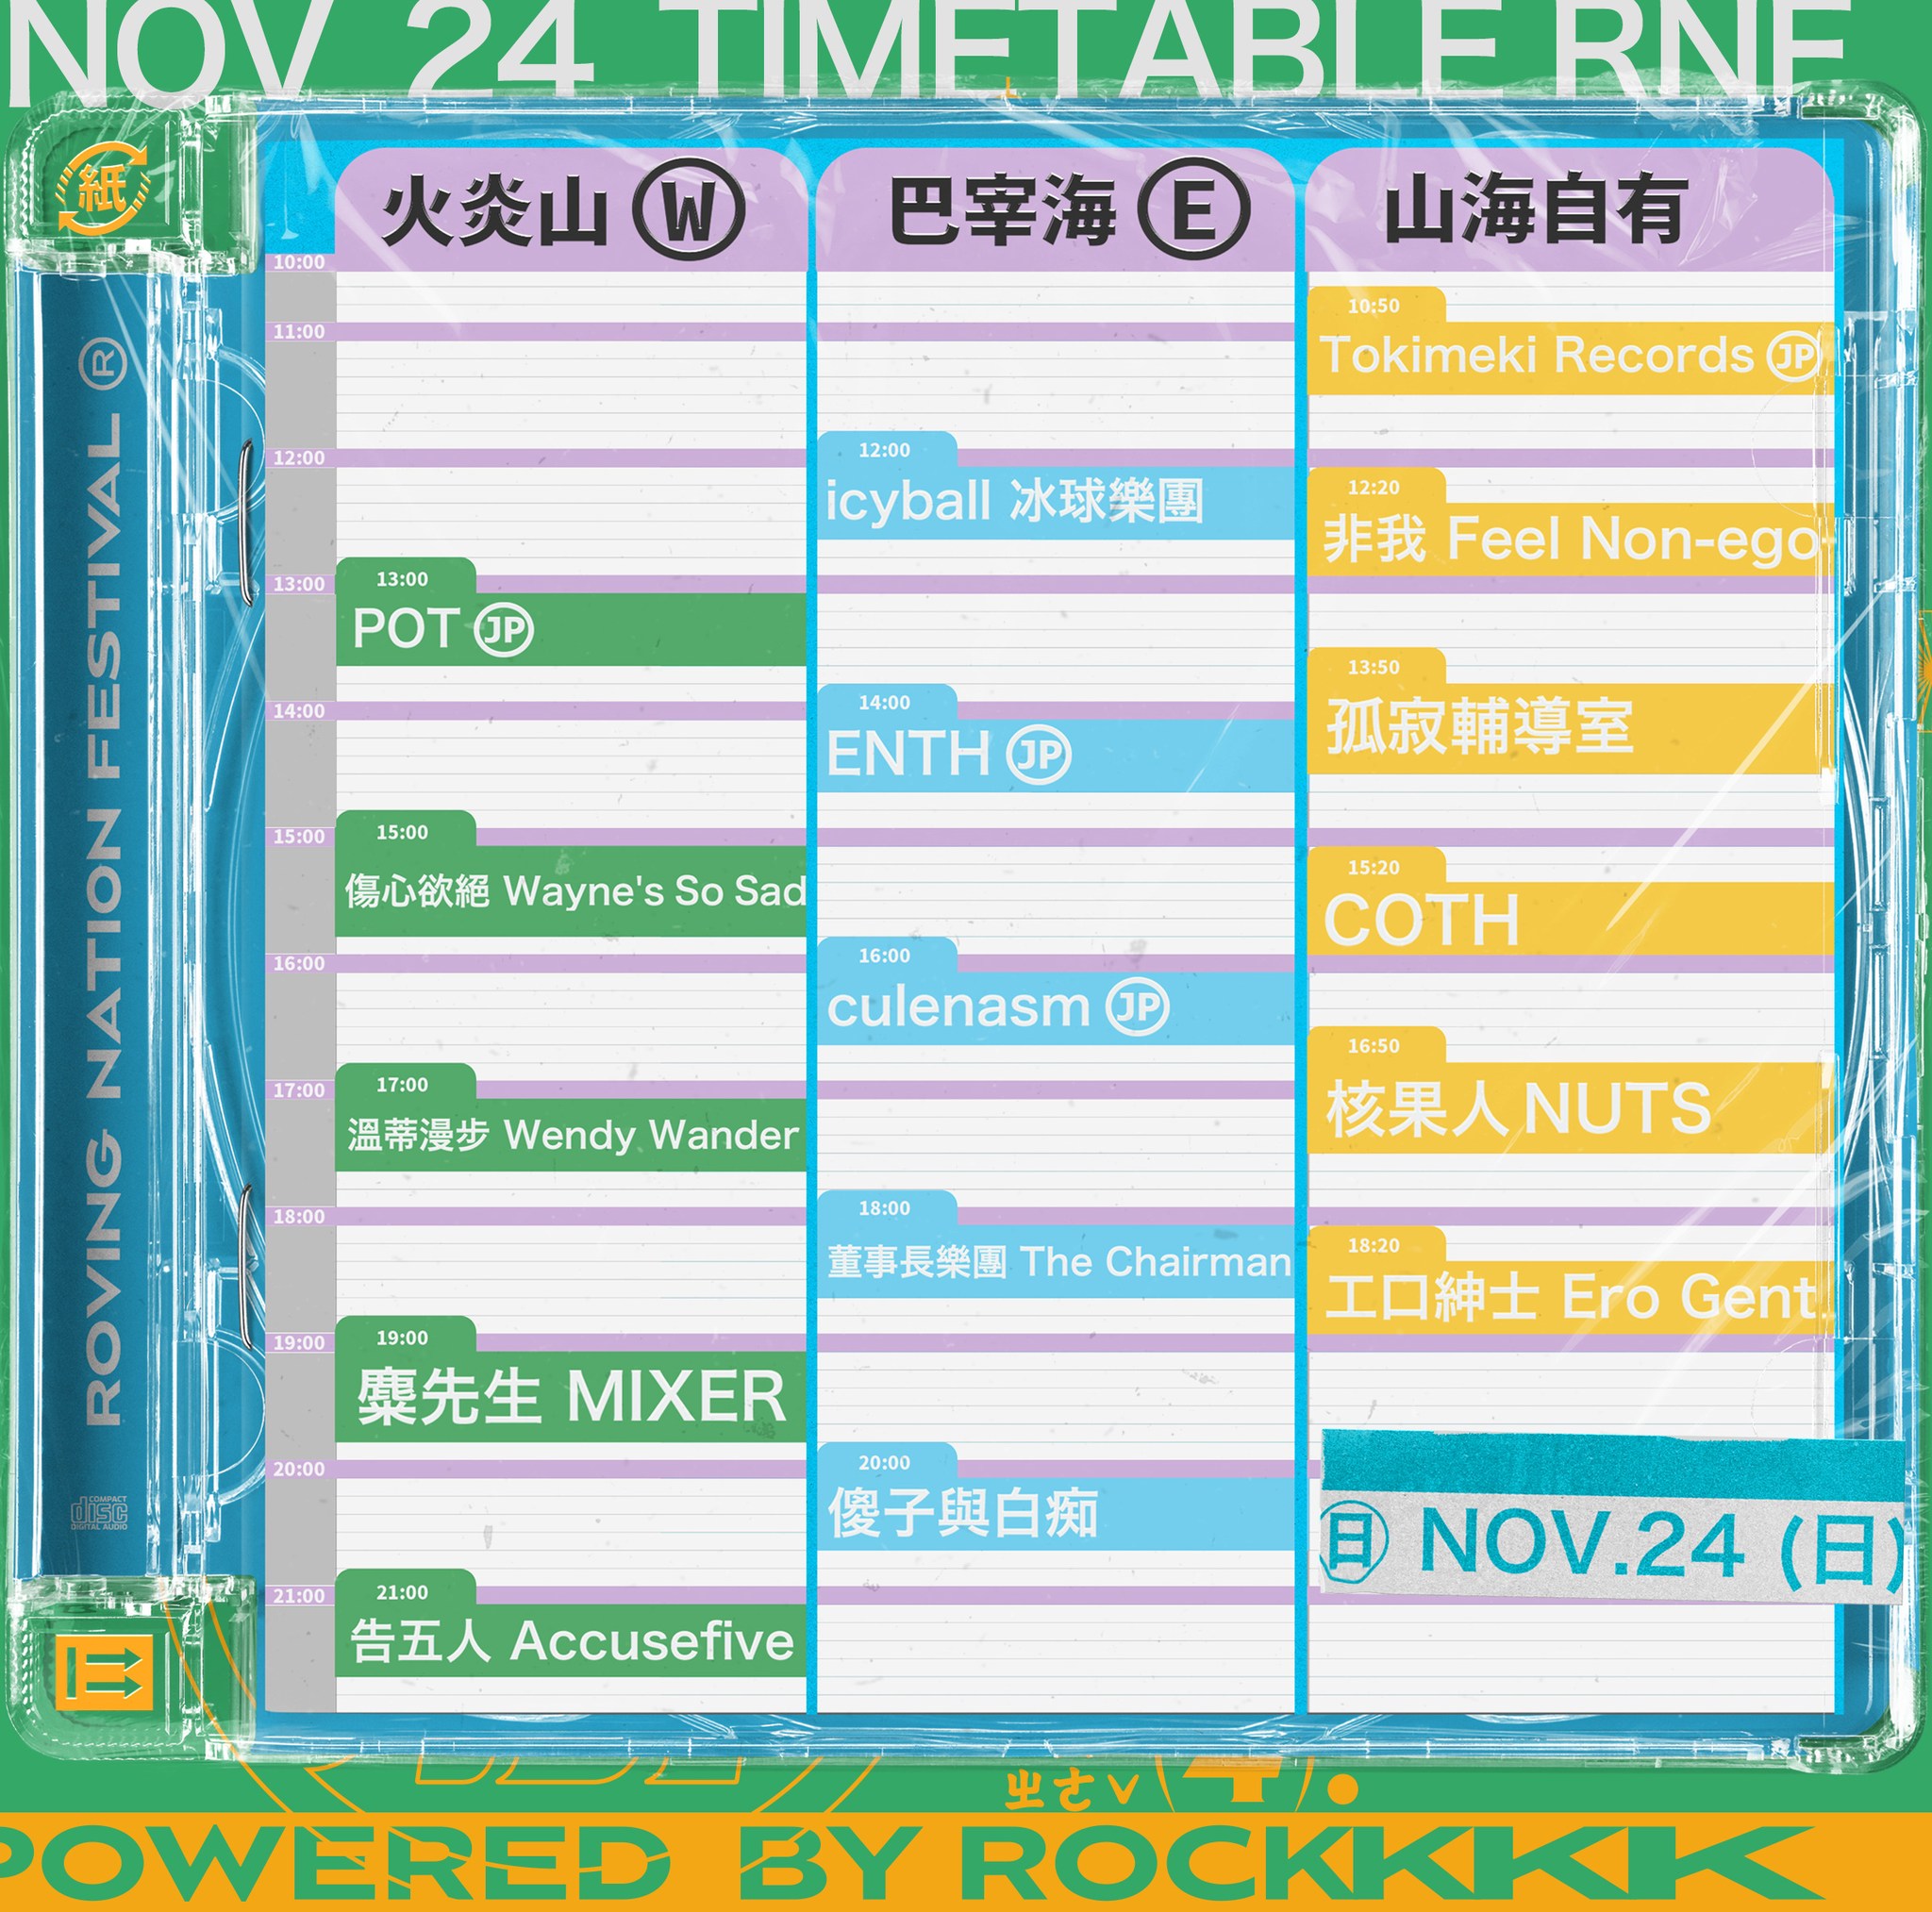 NOV 24 TIMETABLE RNF
紙
ROVING NATION FESTIVAL ®
COMPACT
disc
DIGITAL AUDIO
火炎山 W
巴宰海 E
山海自有
10:00
11:00
12:00
13:00
14:00
15:00
16:00
17:00
18:00
19:00
20:00
21:00
13:00
POT JP
15:00
傷心欲絕 Wayne's So Sad
17:00
溫蒂漫步 Wendy Wander
19:00
麋先生 MIXER
21:00
告五人 Accusefive
12:00
icyball 冰球樂團
14:00
ENTH JP
16:00
culenasm JP
18:00
董事長樂團 The Chairman
20:00
傻子與白痴
10:50
Tokimeki Records JP
12:20
非我 Feel Non-ego
13:50
孤寂輔導室
15:20
COTH
16:50
核果人 NUTS
18:20
工口紳士 Ero Gent.
日 NOV.24 (日)
ㄓㄜˇ
POWERED BY ROCKKKK